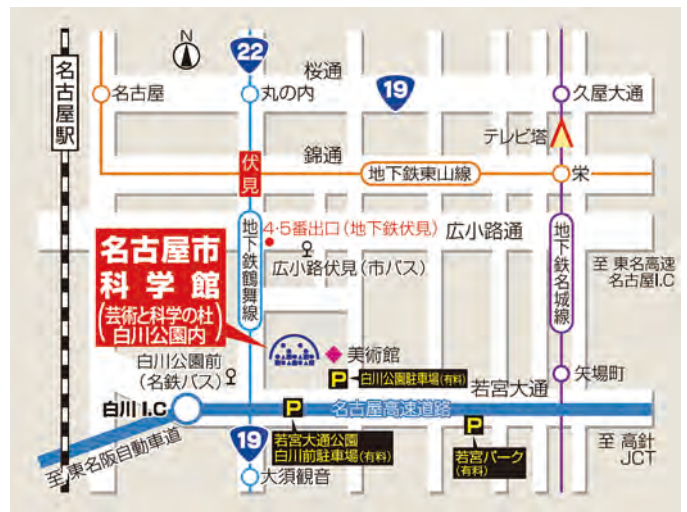 N
22
桜通
名古屋
丸の内
19
久屋大通
名古屋駅
テレビ塔
伏見
錦通
地下鉄東山線
栄
4・5番出口(地下鉄伏見)
広小路通
広小路伏見(市バス)
名古屋市
科学館
(芸術と科学の杜
白川公園内)
地下鉄鶴舞線
地下鉄名城線
至 東名高速
名古屋I.C
美術館
白川公園前
(名鉄バス)
P
白川公園駐車場(有料)
若宮大通
矢場町
白川 I.C
P
名古屋高速道路
19
若宮大通公園
白川前駐車場(有料)
P
若宮パーク
(有料)
至 高針
JCT
至 東名阪自動車道
大須観音